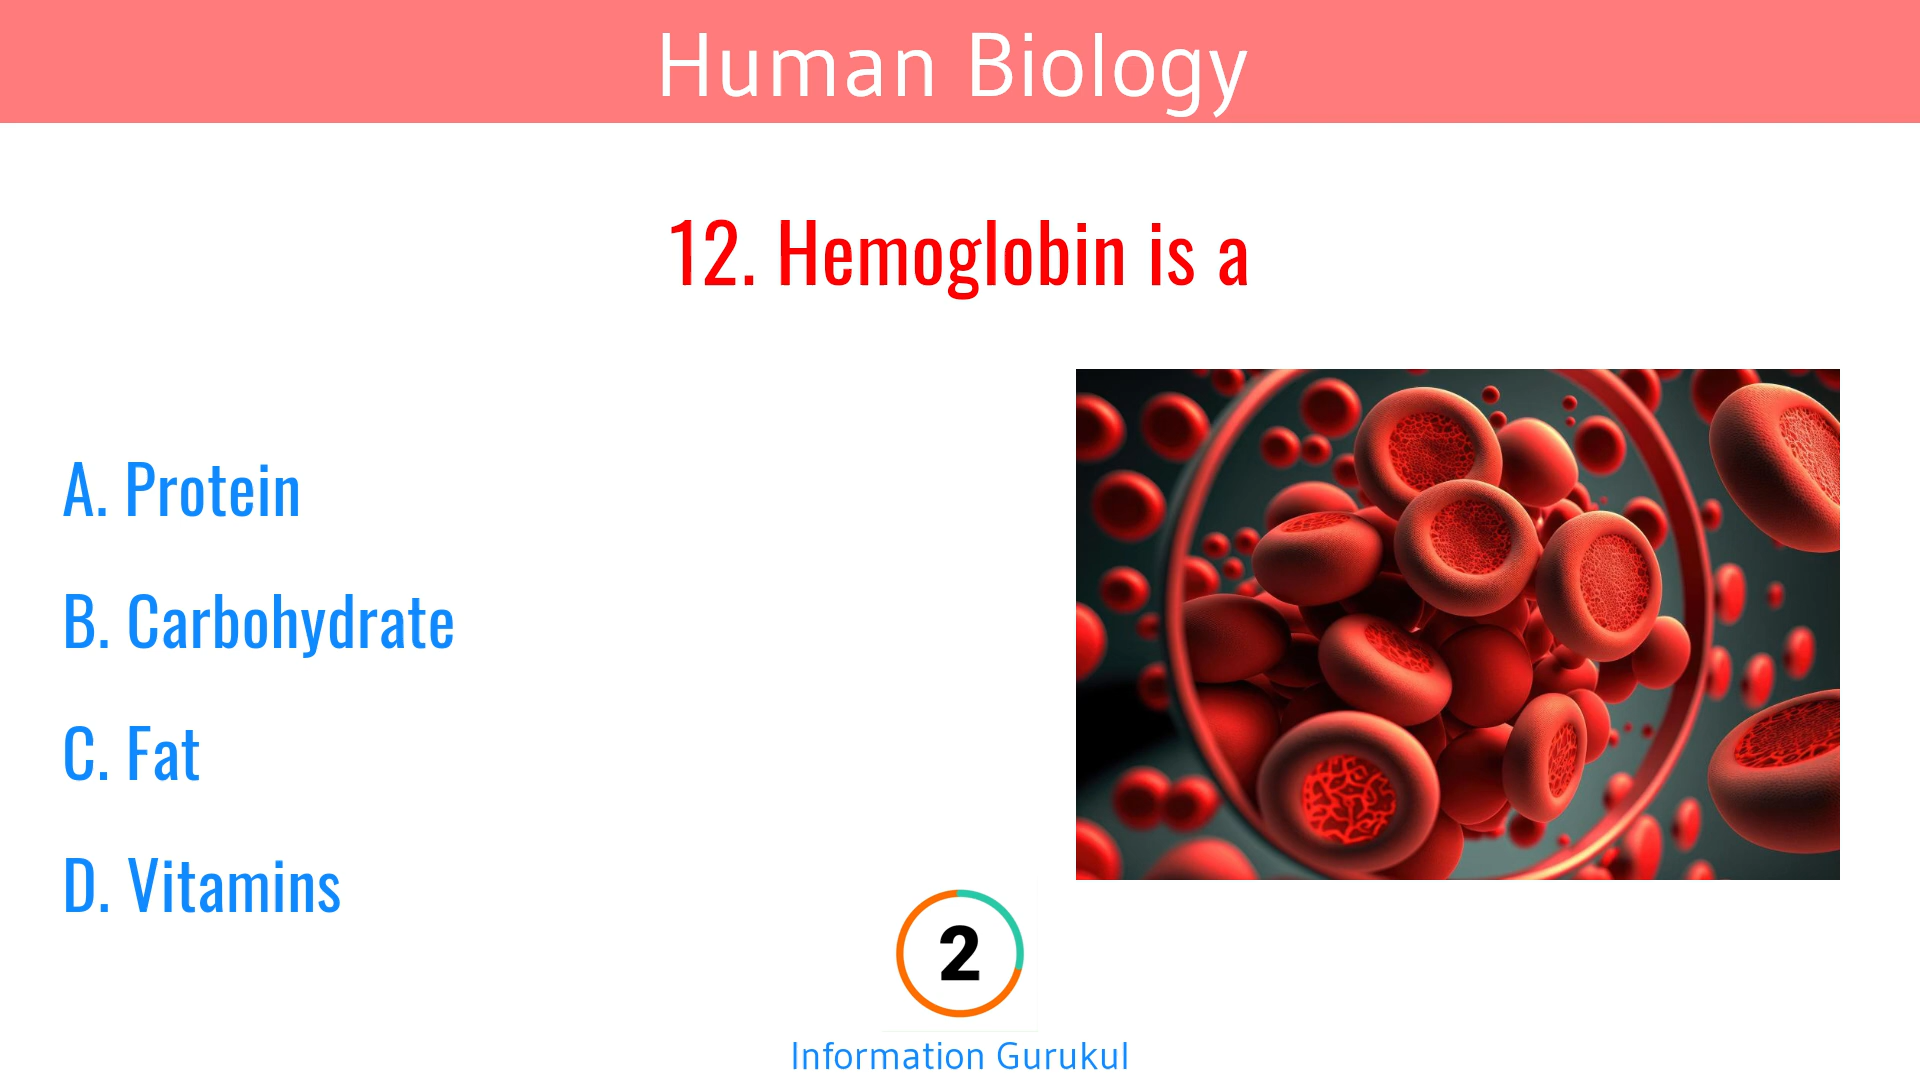 Human Biology
12. Hemoglobin is a
A. Protein
B. Carbohydrate
C. Fat
D. Vitamins
2
Information Gurukul